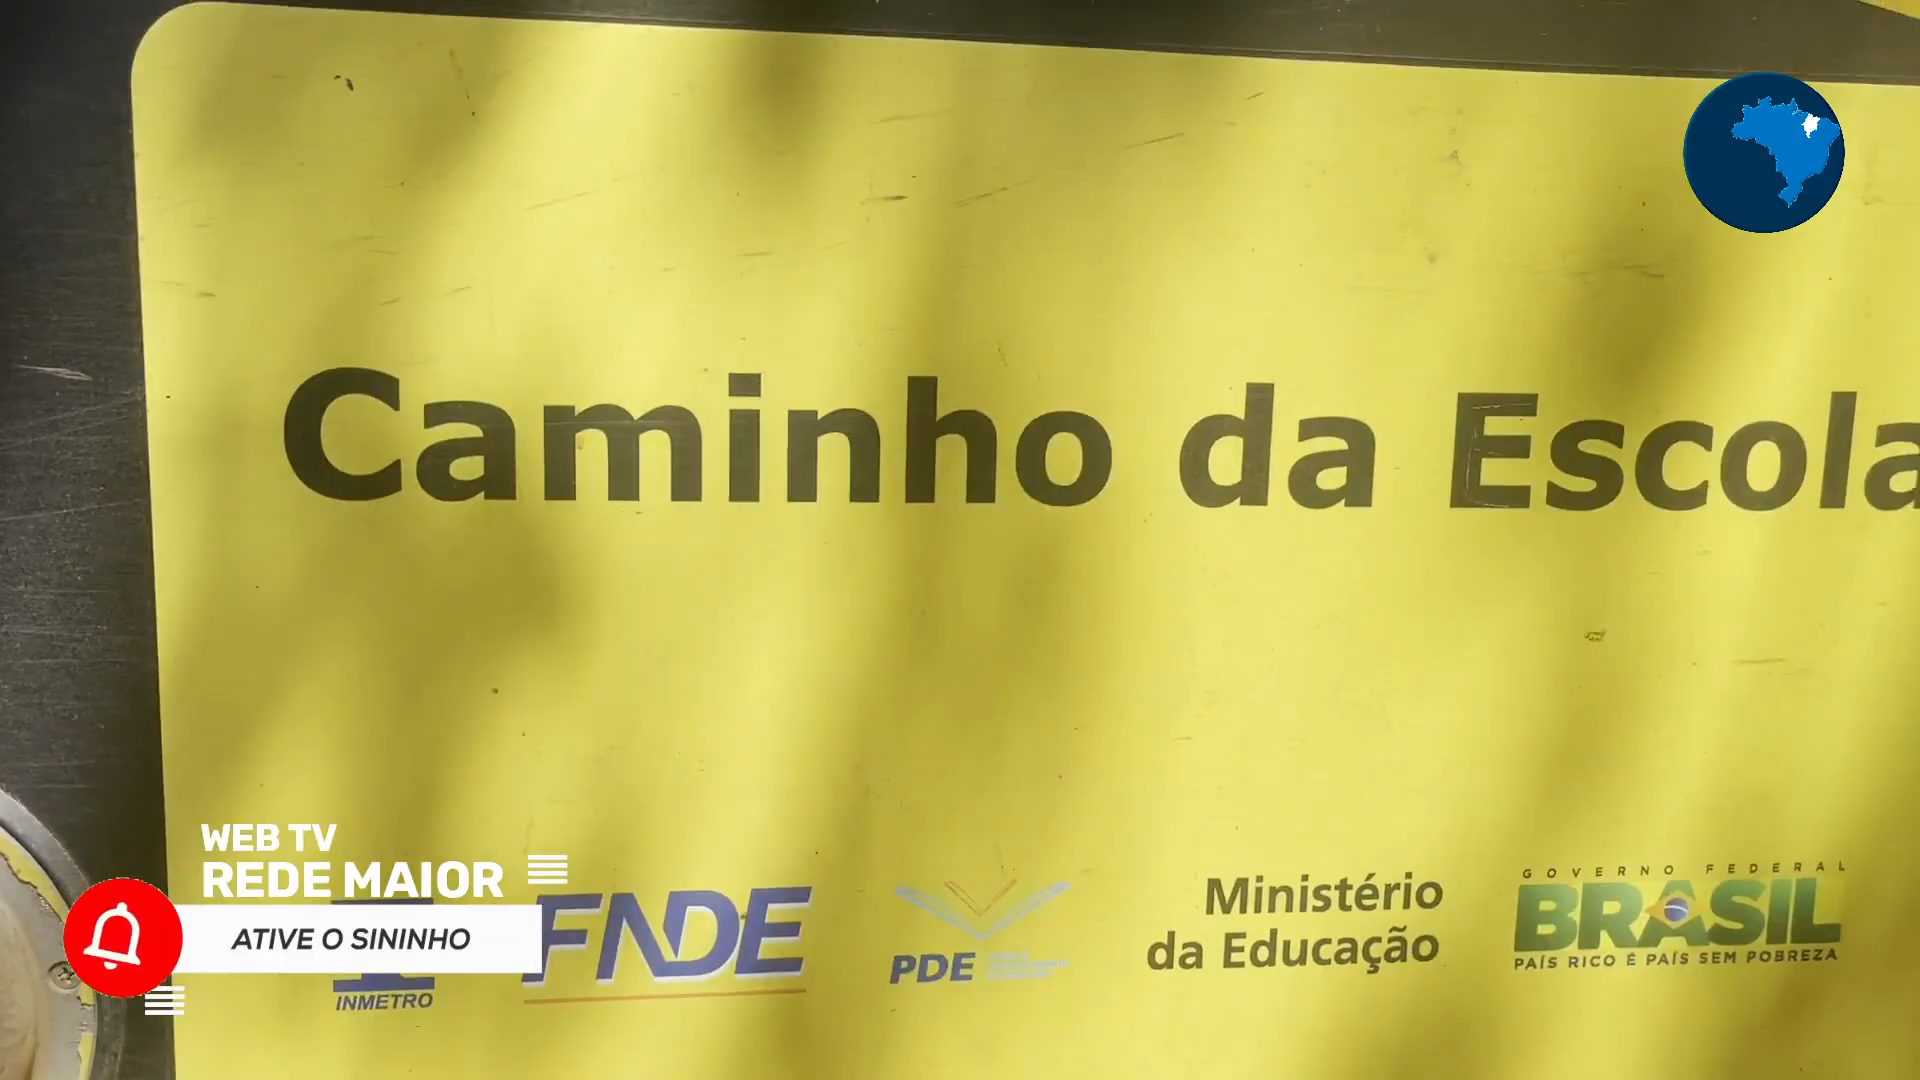 Caminho da Escola
WEB TV
REDE MAIOR
ATIVE O SININHO
INMETRO
FNDE
PDE
Ministério
da Educação
GOVERNO FEDERAL
BRASIL
PAÍS RICO É PAÍS SEM POBREZA